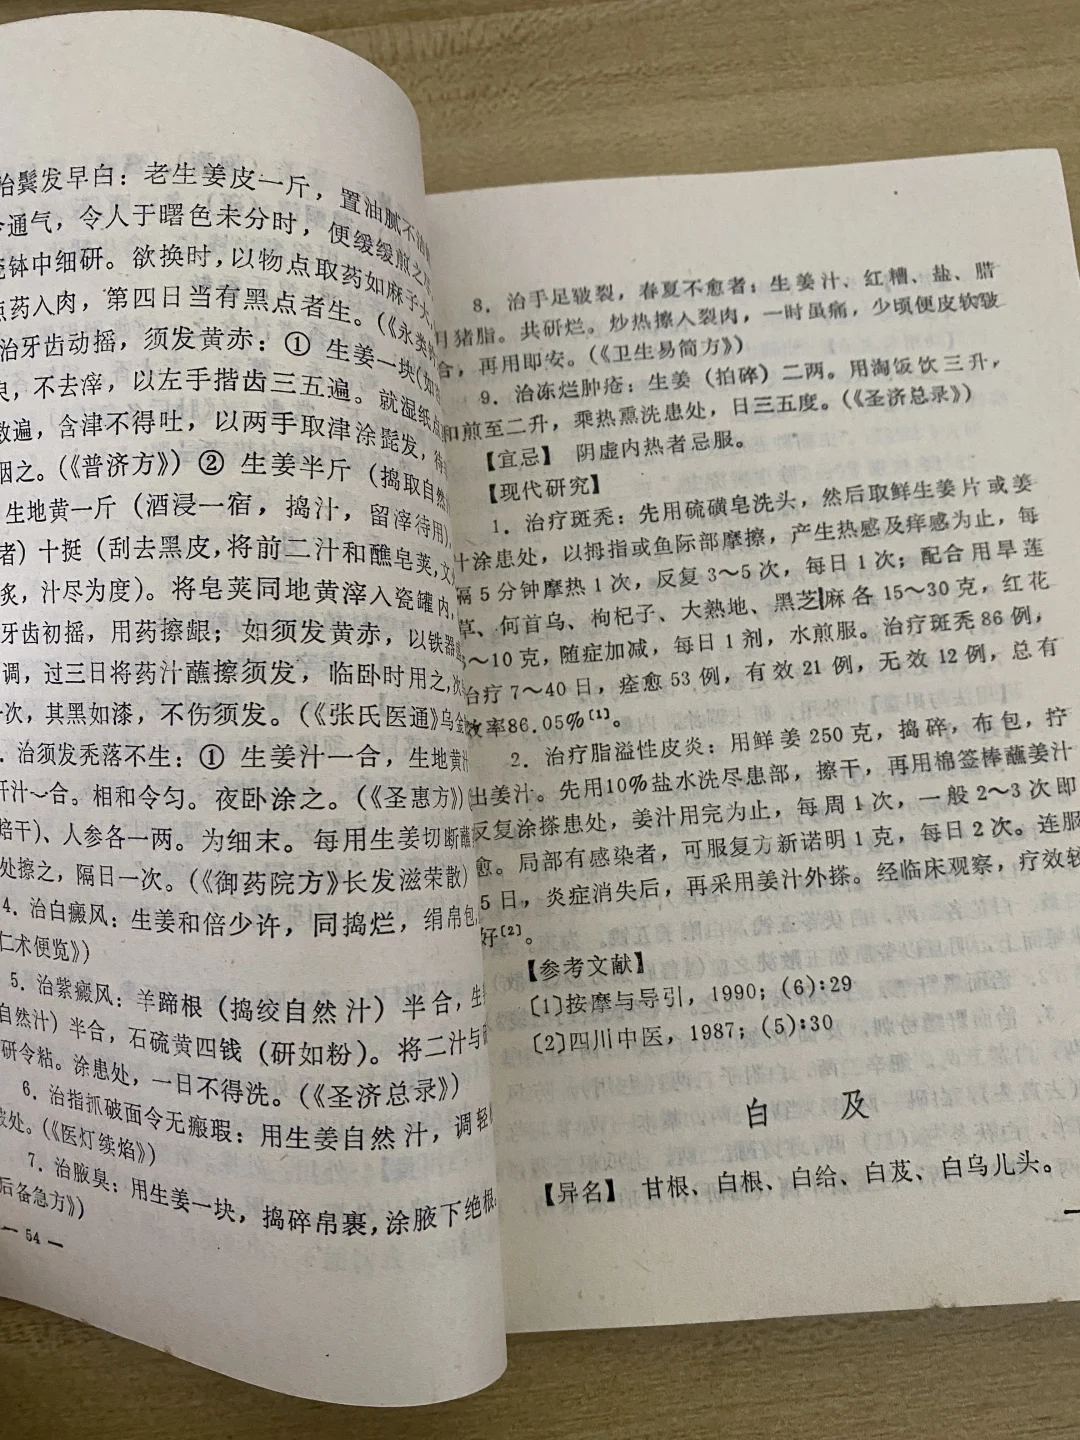 治鬓发早白：老生姜皮一斤，置油腻不
通气，令人于曙色未分时，便缓缓煎之
钵中细研。欲换时，以物点取药如麻子大，
点药入肉，第四日当有黑点者生。（《永类
治牙齿动摇，须发黄赤：① 生姜一块（如
，不去滓，以左手揩齿三五遍。就湿纸点
数遍，含津不得吐，以两手取津涂髭发，待
之。（《普济方》）② 生姜半斤（捣取自然
生地黄一斤（酒浸一宿，捣汁，留滓待用）
者）十挺（刮去黑皮，将前二汁和蘸皂荚，文
炙，汁尽为度）。将皂荚同地黄滓入瓷罐内，
牙齿初摇，用药擦龈；如须发黄赤，以铁器
调，过三日将药汁蘸擦须发，临卧时用之，次
次，其黑如漆，不伤须发。（《张氏医通》乌金
．治须发秃落不生：① 生姜汁一合，生地黄汁
汁～合。相和令匀。夜卧涂之。（《圣惠方》）
焙干）、人参各一两。为细末。每用生姜切断蘸
处擦之，隔日一次。（《御药院方》长发滋荣散）
4．治白癜风：生姜和倍少许，同捣烂，绢帛包
仁术便览》）
5．治紫癜风：羊蹄根（捣绞自然汁）半合，生
自然汁）半合，石硫黄四钱（研如粉）。将二汁与
研令粘。涂患处，一日不得洗。（《圣济总录》）
6．治指抓破面令无瘢瑕：用生姜自然汁，调轻
处。（《医灯续焰》）
7．治腋臭：用生姜一块，捣碎帛裹，涂腋下绝根
后备急方》）
— 54 —
8．治手足皲裂，春夏不愈者：生姜汁、红糟、盐、腊
月猪脂。共研烂。炒热擦入裂肉，一时虽痛，少顷便皮软皲
合，再用即安。（《卫生易简方》）
9．治冻烂肿疮：生姜（拍碎）二两。用淘饭饮三升，
和煎至二升，乘热熏洗患处，日三五度。（《圣济总录》）
【宜忌】 阴虚内热者忌服。
【现代研究】
1．治疗斑秃：先用硫磺皂洗头，然后取鲜生姜片或姜
汁涂患处，以拇指或鱼际部摩擦，产生热感及痒感为止，每
隔5分钟摩热1次，反复3～5次，每日1次；配合用旱莲
草、何首乌、枸杞子、大熟地、黑芝麻各15～30克，红花
～10克，随症加减，每日1剂，水煎服。治疗斑秃86例，
治疗7～40日，痊愈53例，有效21例，无效12例，总有
效率86.05%〔1〕。
2．治疗脂溢性皮炎：用鲜姜250克，捣碎，布包，拧
出姜汁。先用10%盐水洗尽患部，擦干，再用棉签棒蘸姜汁
反复涂搽患处，姜汁用完为止，每周1次，一般2～3次即
愈。局部有感染者，可服复方新诺明1克，每日2次。连服
5日，炎症消失后，再采用姜汁外搽。经临床观察，疗效较
好〔2〕。
【参考文献】
〔1〕按摩与导引，1990；（6）：29
〔2〕四川中医，1987；（5）：30
白 及
【异名】 甘根、白根、白给、白芨、白乌儿头。